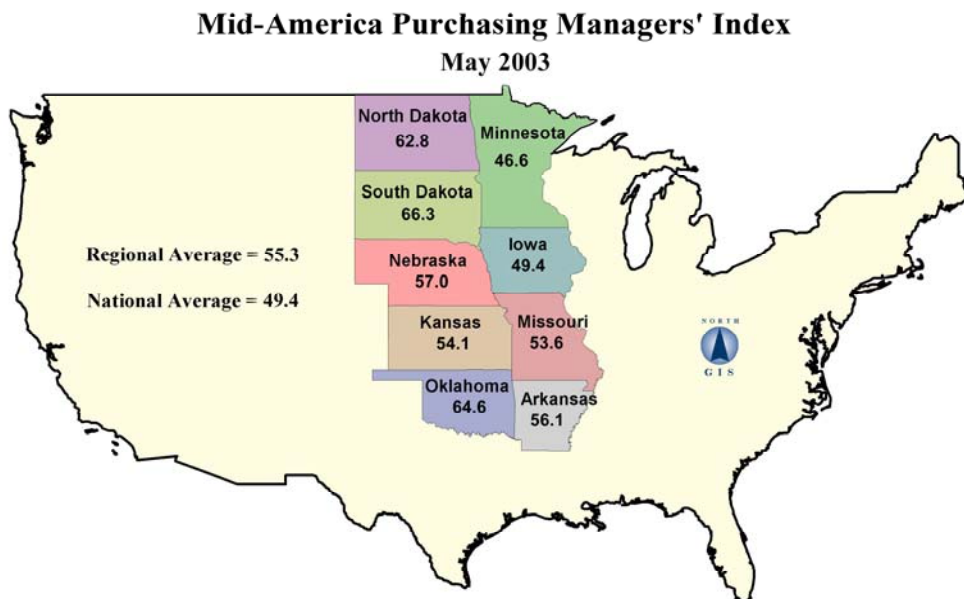 Mid-America Purchasing Managers' Index
May 2003
North Dakota
62.8
Minnesota
46.6
South Dakota
66.3
Regional Average = 55.3
National Average = 49.4
Iowa
49.4
Nebraska
57.0
Kansas
54.1
Missouri
53.6
NORTH
GIS
Oklahoma
64.6
Arkansas
56.1